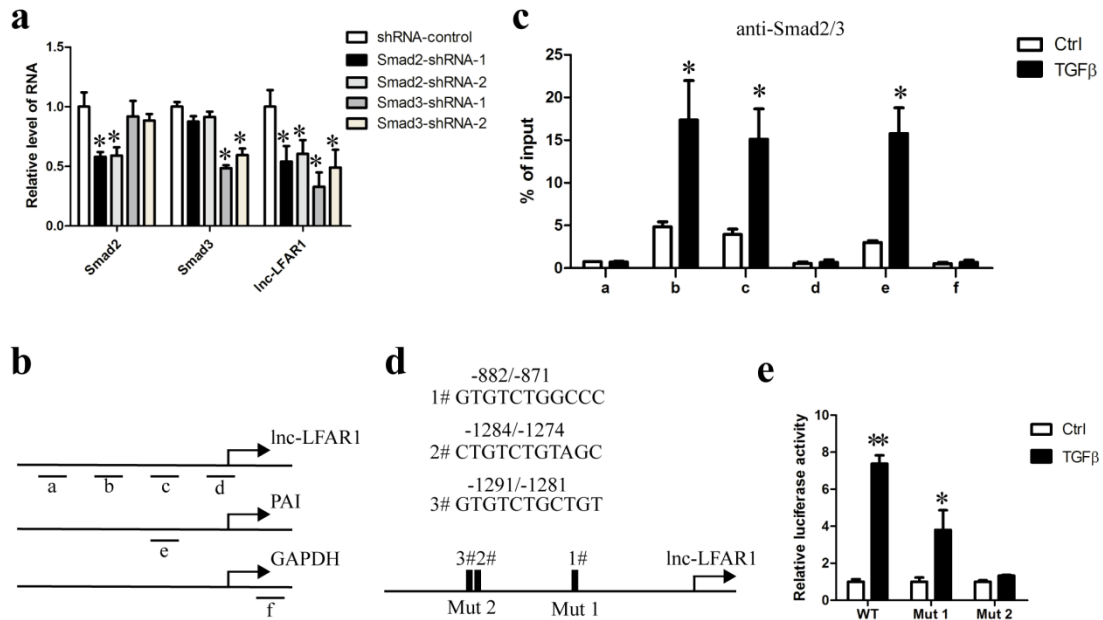 a
Relative level of RNA
1.5
1.0
0.5
0.0
* * * * * * * *
Smad2
Smad3
lnc-LFAR1
shRNA-control
Smad2-shRNA-1
Smad2-shRNA-2
Smad3-shRNA-1
Smad3-shRNA-2
c
anti-Smad2/3
% of input
25
20
15
10
5
0
* * *
a b c d e f
Ctrl
TGFβ
b
lnc-LFAR1
a b c d
PAI
e
GAPDH
f
d
-882/-871
1# GTGTCTGGCCC
-1284/-1274
2# CTGTCTGTAGC
-1291/-1281
3# GTGTCTGCTGT
3#2# 1# lnc-LFAR1
Mut 2 Mut 1
e
Relative luciferase activity
10
8
6
4
2
0
** *
WT Mut 1 Mut 2
Ctrl
TGFβ